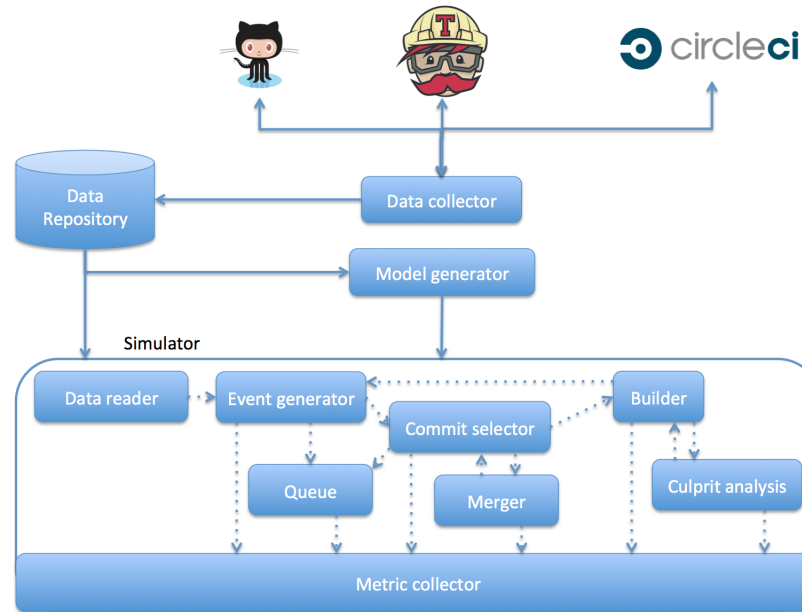 T
circleci
Data
Repository
Data collector
Model generator
Simulator
Data reader
Event generator
Builder
Commit selector
Queue
Merger
Culprit analysis
Metric collector